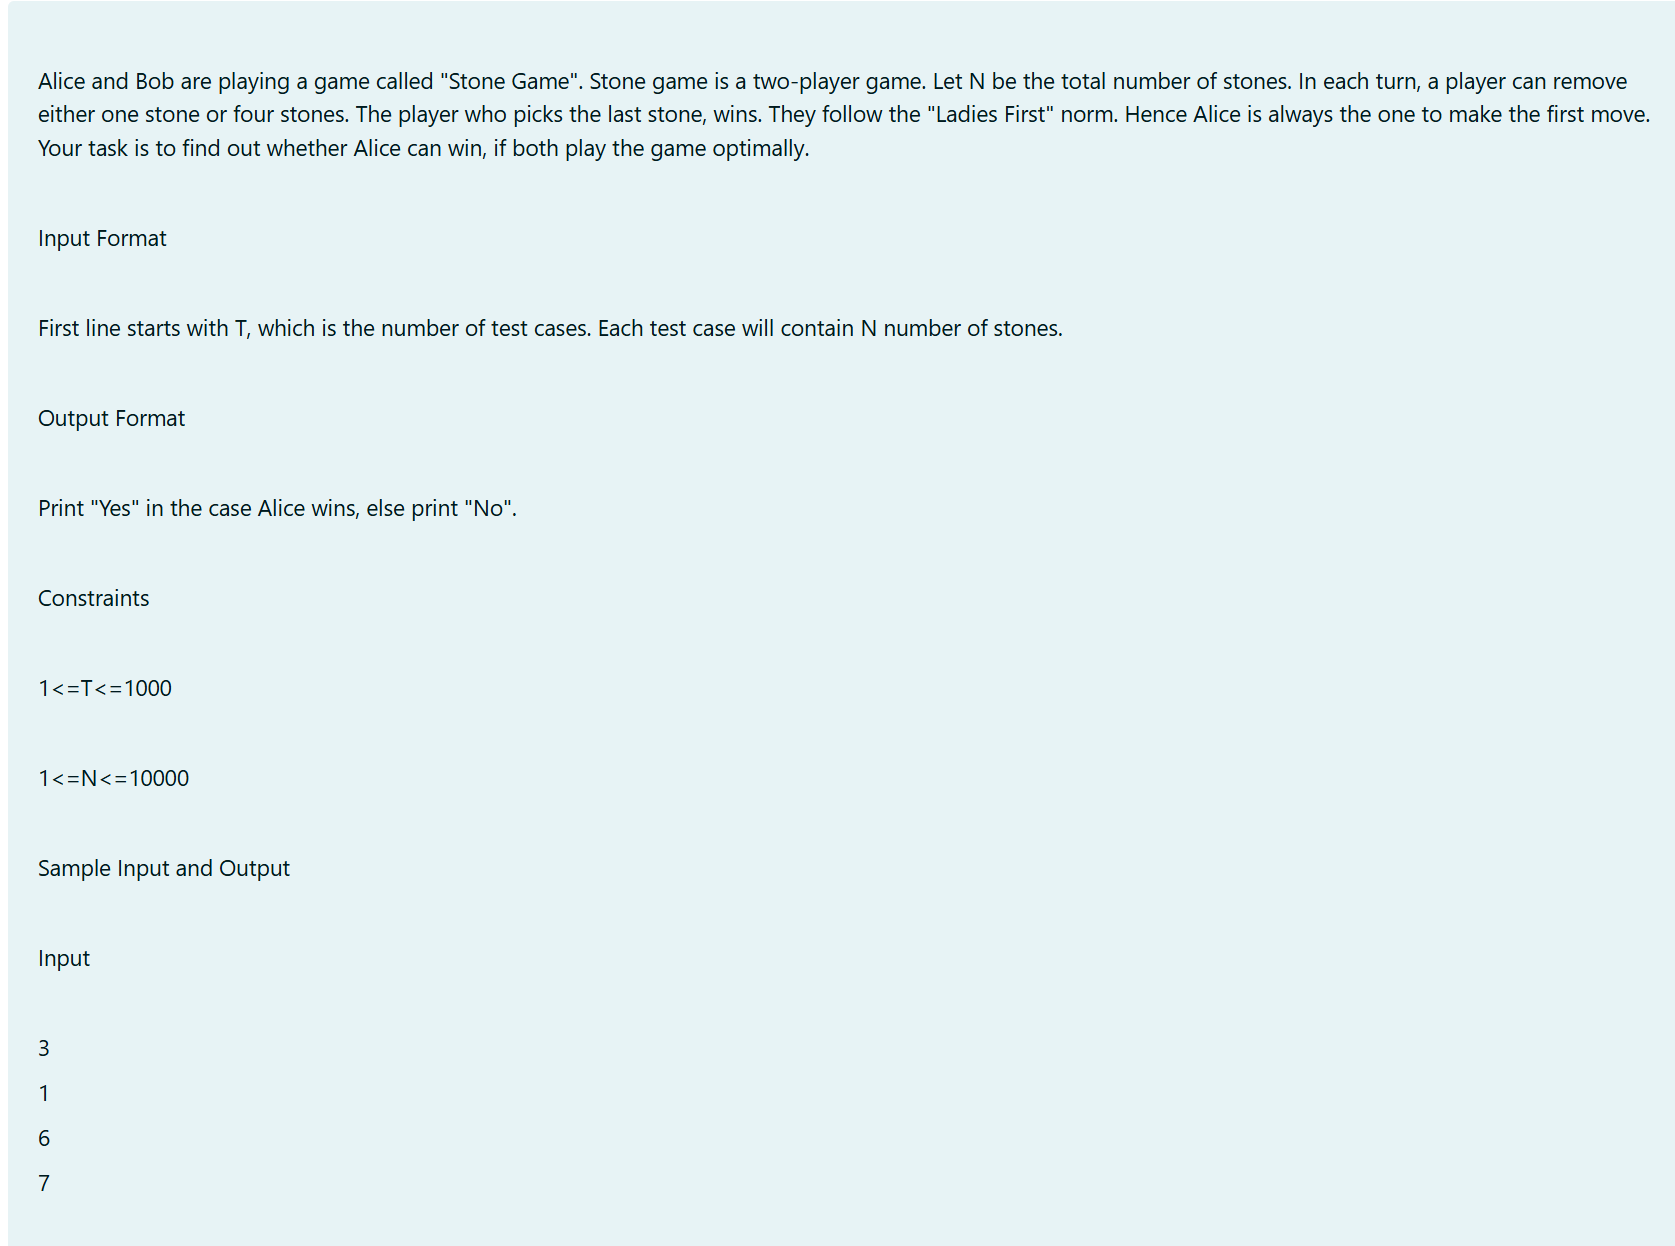 Alice and Bob are playing a game called "Stone Game". Stone game is a two-player game. Let N be the total number of stones. In each turn, a player can remove
either one stone or four stones. The player who picks the last stone, wins. They follow the "Ladies First" norm. Hence Alice is always the one to make the first move.
Your task is to find out whether Alice can win, if both play the game optimally.
Input Format
First line starts with T, which is the number of test cases. Each test case will contain N number of stones.
Output Format
Print "Yes" in the case Alice wins, else print "No".
Constraints
1<=T<=1000
1<=N<=10000
Sample Input and Output
Input
3
1
6
7